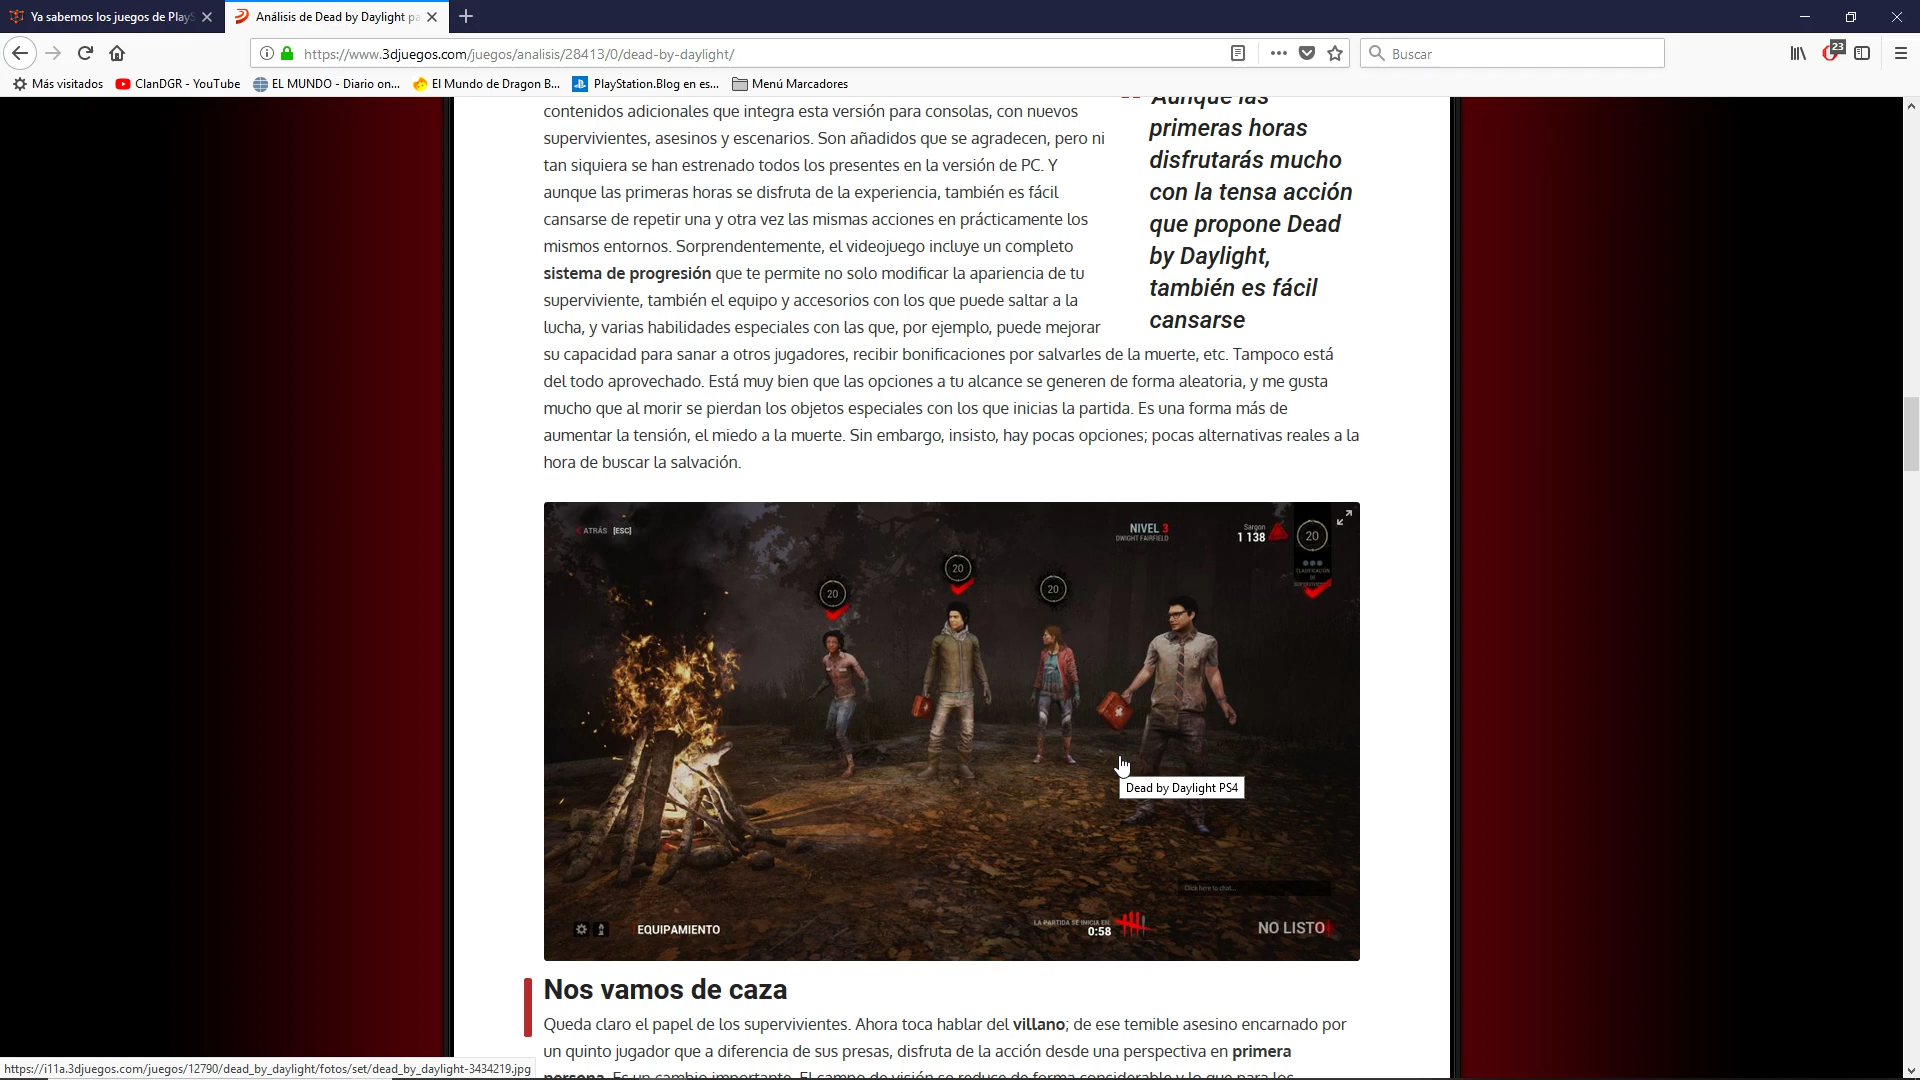 Ya sabemos los juegos de PlayS
Análisis de Dead by Daylight pa
https://www.3djuegos.com/juegos/analisis/28413/0/dead-by-daylight/
Buscar
23
Más visitados
ClanDGR - YouTube
EL MUNDO - Diario on...
El Mundo de Dragon B...
PlayStation.Blog en es...
Menú Marcadores
contenidos adicionales que integra esta versión para consolas, con nuevos
supervivientes, asesinos y escenarios. Son añadidos que se agradecen, pero ni
tan siquiera se han estrenado todos los presentes en la versión de PC. Y
aunque las primeras horas se disfruta de la experiencia, también es fácil
cansarse de repetir una y otra vez las mismas acciones en prácticamente los
mismos entornos. Sorprendentemente, el videojuego incluye un completo
sistema de progresión que te permite no solo modificar la apariencia de tu
superviviente, también el equipo y accesorios con los que puede saltar a la
lucha, y varias habilidades especiales con las que, por ejemplo, puede mejorar
su capacidad para sanar a otros jugadores, recibir bonificaciones por salvarles de la muerte, etc. Tampoco está
del todo aprovechado. Está muy bien que las opciones a tu alcance se generen de forma aleatoria, y me gusta
mucho que al morir se pierdan los objetos especiales con los que inicias la partida. Es una forma más de
aumentar la tensión, el miedo a la muerte. Sin embargo, insisto, hay pocas opciones; pocas alternativas reales a la
hora de buscar la salvación.
Aunque las
primeras horas
disfrutarás mucho
con la tensa acción
que propone Dead
by Daylight,
también es fácil
cansarse
ATRÁS [ESC]
NIVEL 3
DWIGHT FAIRFIELD
Sargon
1 138
20
CLASIFICACIÓN
DE
SUPERVIVIENTE
20
20
20
Dead by Daylight PS4
Click here to chat...
EQUIPAMIENTO
LA PARTIDA SE INICIA EN:
0:58
NO LISTO
Nos vamos de caza
Queda claro el papel de los supervivientes. Ahora toca hablar del villano; de ese temible asesino encarnado por
un quinto jugador que a diferencia de sus presas, disfruta de la acción desde una perspectiva en primera
persona. Es un cambio importante. El campo de visión se reduce de forma considerable y lo que para los
https://i11a.3djuegos.com/juegos/12790/dead_by_daylight/fotos/set/dead_by_daylight-3434219.jpg